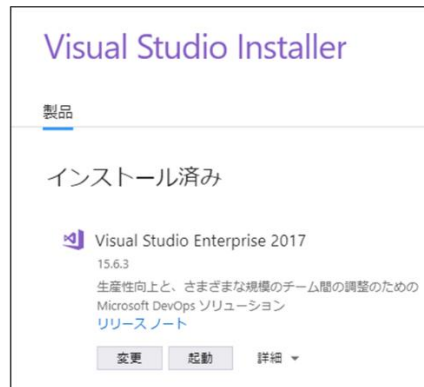 Visual Studio Installer
製品
インストール済み
Visual Studio Enterprise 2017
15.6.3
生産性向上と、さまざまな規模のチーム間の調整のための
Microsoft DevOps ソリューション
リリース ノート
変更 起動 詳細